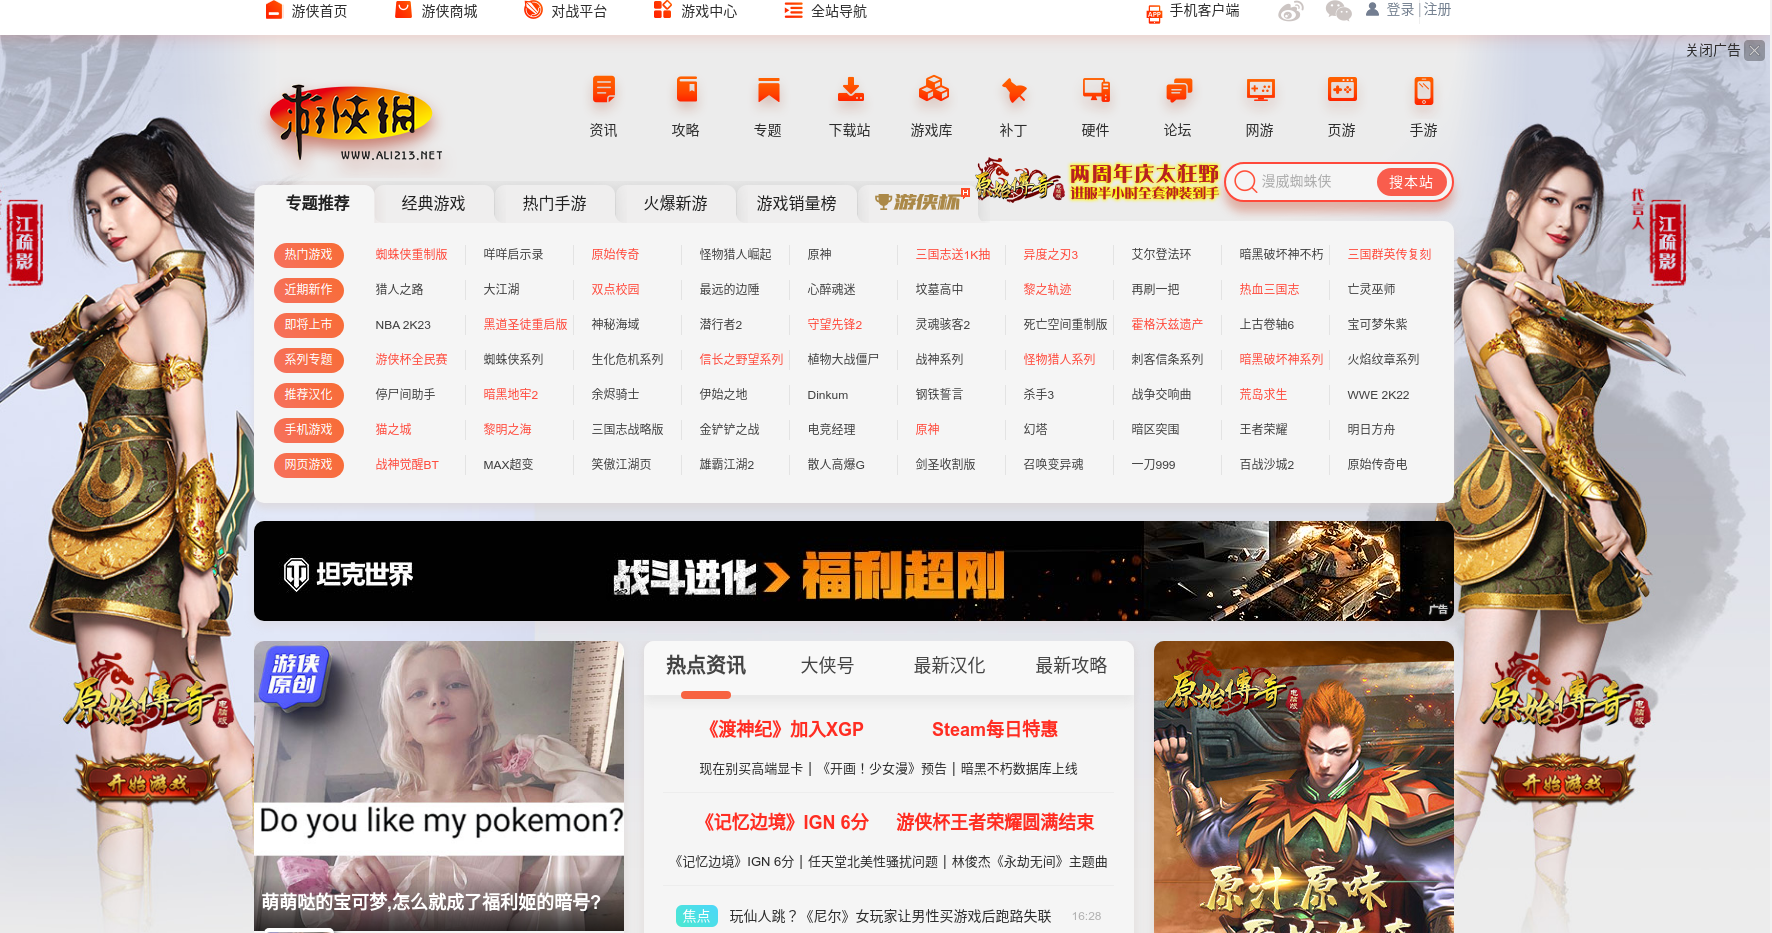 游侠首页 游侠商城 对战平台 游戏中心 全站导航 手机客户端 登录 | 注册
关闭广告
游侠網
WWW.ALI213.NET
资讯 攻略 专题 下载站 游戏库 补丁 硬件 论坛 网游 页游 手游
原始傳奇 两周年庆太狂野
进服半小时全套神装到手
漫威蜘蛛侠 搜本站
专题推荐 经典游戏 热门手游 火爆新游 游戏销量榜 游侠杯 H
热门游戏 蜘蛛侠重制版 咩咩启示录 原始传奇 怪物猎人崛起 原神 三国志送1K抽 异度之刃3 艾尔登法环 暗黑破坏神不朽 三国群英传复刻
近期新作 猎人之路 大江湖 双点校园 最远的边陲 心醉魂迷 坟墓高中 黎之轨迹 再刷一把 热血三国志 亡灵巫师
即将上市 NBA 2K23 黑道圣徒重启版 神秘海域 潜行者2 守望先锋2 灵魂骇客2 死亡空间重制版 霍格沃兹遗产 上古卷轴6 宝可梦朱紫
系列专题 游侠杯全民赛 蜘蛛侠系列 生化危机系列 信长之野望系列 植物大战僵尸 战神系列 怪物猎人系列 刺客信条系列 暗黑破坏神系列 火焰纹章系列
推荐汉化 停尸间助手 暗黑地牢2 余烬骑士 伊始之地 Dinkum 钢铁誓言 杀手3 战争交响曲 荒岛求生 WWE 2K22
手机游戏 猫之城 黎明之海 三国志战略版 金铲铲之战 电竞经理 原神 幻塔 暗区突围 王者荣耀 明日方舟
网页游戏 战神觉醒BT MAX超变 笑傲江湖页 雄霸江湖2 散人高爆G 剑圣收割版 召唤变异魂 一刀999 百战沙城2 原始传奇电
江疏影
代言人
江疏影
坦克世界 战斗进化 福利超刚
广告
游侠
原创
Do you like my pokemon?
萌萌哒的宝可梦,怎么就成了福利姬的暗号?
热点资讯 大侠号 最新汉化 最新攻略
《渡神纪》加入XGP Steam每日特惠
现在别买高端显卡 | 《开画！少女漫》预告 | 暗黑不朽数据库上线
《记忆边境》IGN 6分 游侠杯王者荣耀圆满结束
《记忆边境》IGN 6分 | 任天堂北美性骚扰问题 | 林俊杰《永劫无间》主题曲
焦点 玩仙人跳？《尼尔》女玩家让男性买游戏后跑路失联 16:28
原始傳奇 电脑版
原汁原味
原始傳奇 电脑版
开始游戏
原始傳奇 电脑版
开始游戏